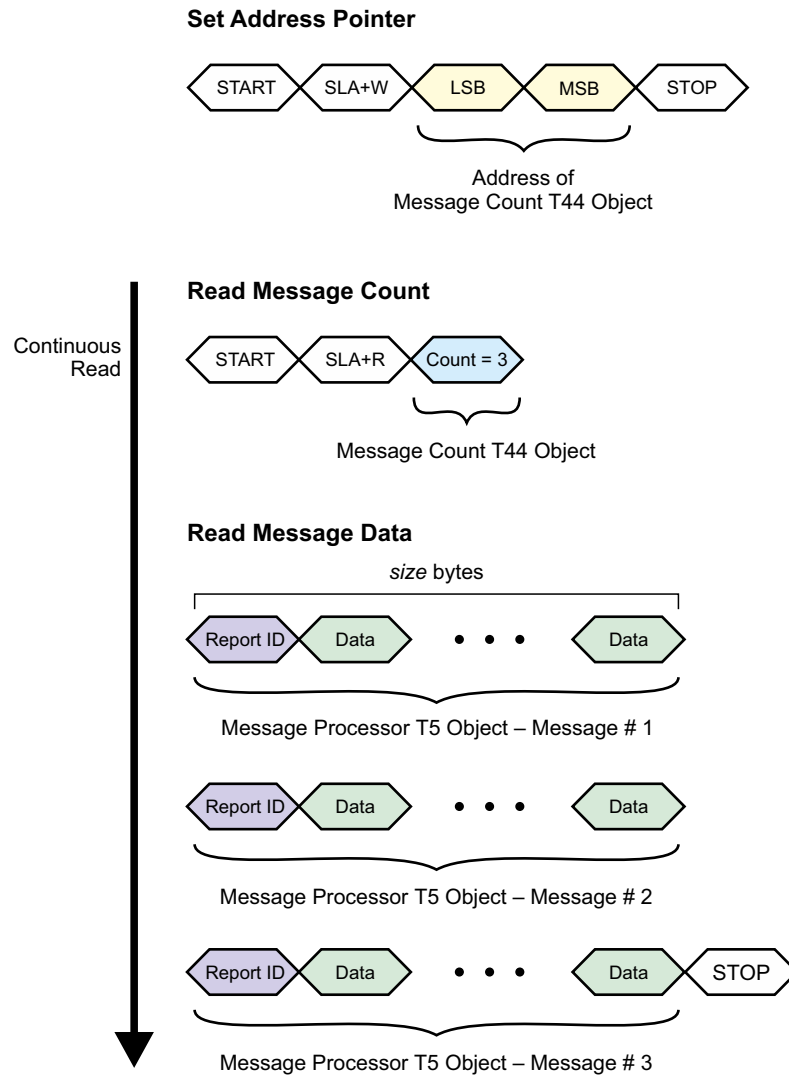 Set Address Pointer
START SLA+W LSB MSB STOP
Address of
Message Count T44 Object
Read Message Count
Continuous
Read
START SLA+R Count = 3
Message Count T44 Object
Read Message Data
size bytes
Report ID Data • • • Data
Message Processor T5 Object – Message # 1
Report ID Data • • • Data
Message Processor T5 Object – Message # 2
Report ID Data • • • Data STOP
Message Processor T5 Object – Message # 3